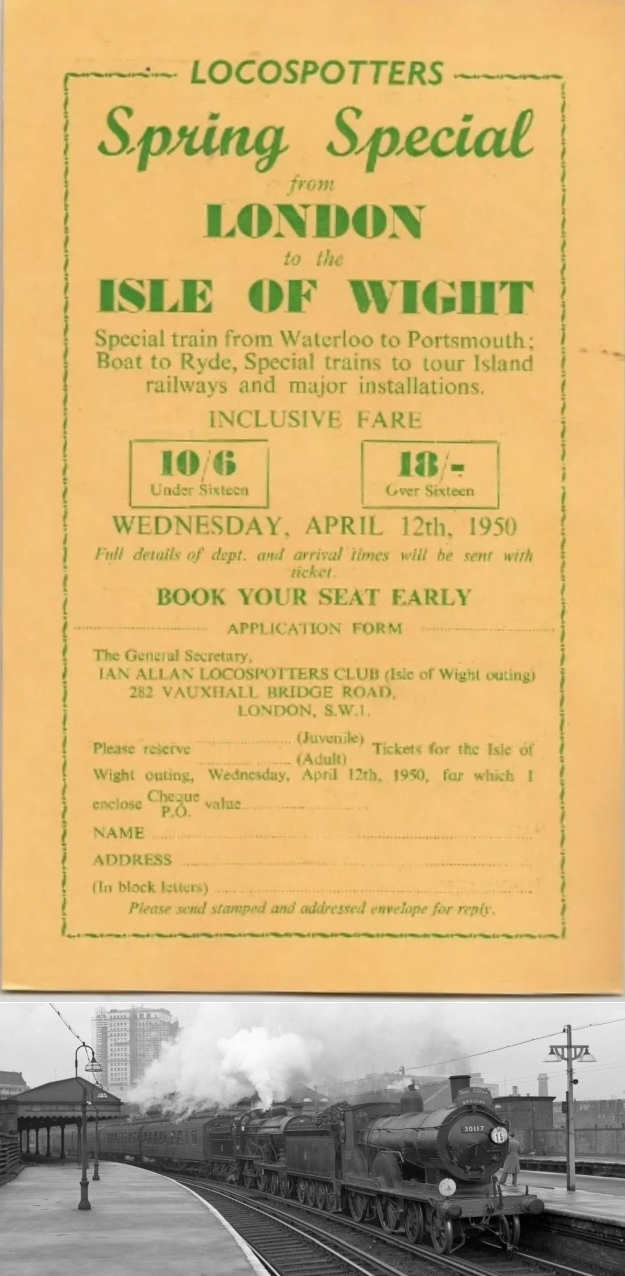 LOCOSPOTTERS
Spring Special
from
LONDON
to the
ISLE OF WIGHT
Special train from Waterloo to Portsmouth;
Boat to Ryde, Special trains to tour Island
railways and major installations.
INCLUSIVE FARE
10/6 18/-
Under Sixteen Over Sixteen
WEDNESDAY, APRIL 12th, 1950
Full details of dept. and arrival times will be sent with
ticket.
BOOK YOUR SEAT EARLY
APPLICATION FORM
The General Secretary,
IAN ALLAN LOCOSPOTTERS CLUB (Isle of Wight outing)
282 VAUXHALL BRIDGE ROAD,
LONDON, S.W.1.
Please reserve (Juvenile) Tickets for the Isle of
(Adult)
Wight outing, Wednesday, April 12th, 1950, for which I
enclose Cheque value
P.O.
NAME
ADDRESS
(In block letters)
Please send stamped and addressed envelope for reply.
30117
15